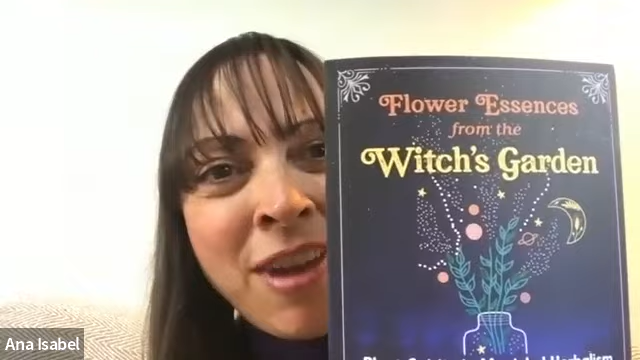 Flower Essences
from the
Witch's Garden
Ana Isabel